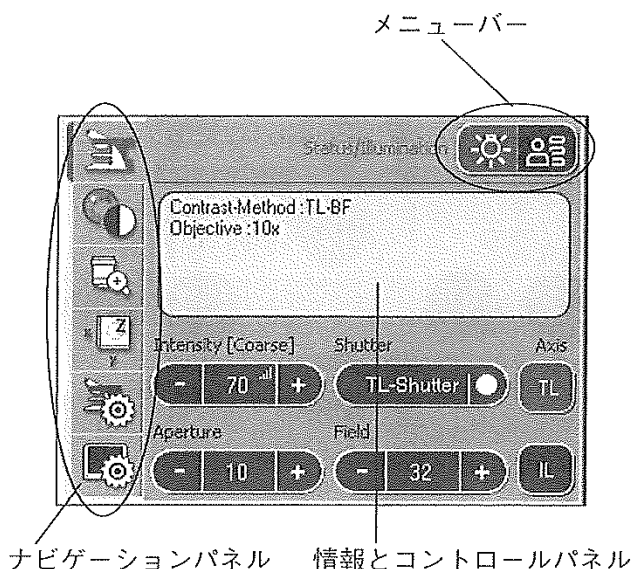 メニューバー
Status/Illumination
Contrast-Method :TL-BF
Objective :10x
Z
x
y
Intensity [Coarse] Shutter Axis
- 70 + TL-Shutter TL
Aperture Field
- 10 + - 32 + IL
ナビゲーションパネル 情報とコントロールパネル